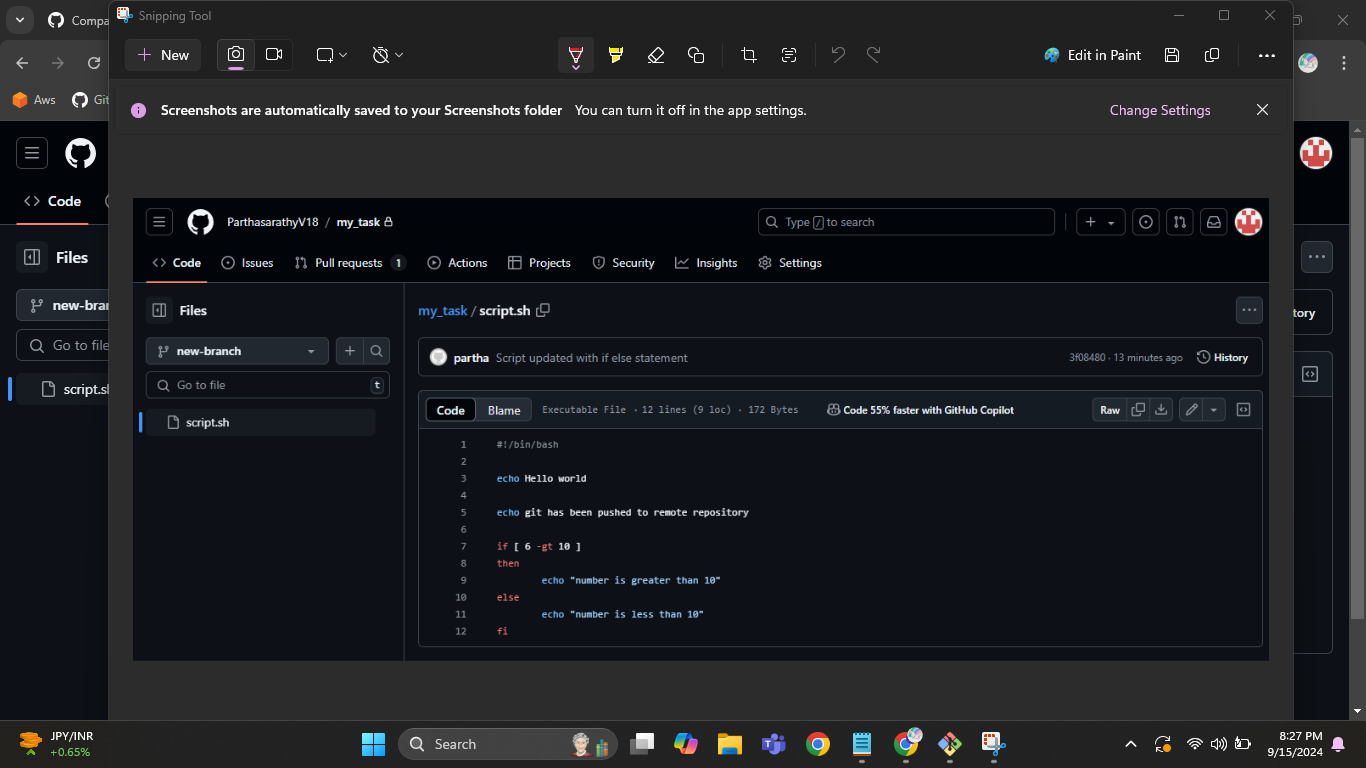 Compa
Snipping Tool
New
Edit in Paint
Aws
Git
Screenshots are automatically saved to your Screenshots folder You can turn it off in the app settings.
Change Settings
Code
Files
new-bran
Go to file
script.sh
tory
ParthasarathyV18 / my_task
Type / to search
Code Issues Pull requests 1 Actions Projects Security Insights Settings
Files
new-branch
Go to file t
script.sh
my_task / script.sh
partha Script updated with if else statement 3f08480 · 13 minutes ago History
Code Blame Executable File · 12 lines (9 loc) · 172 Bytes Code 55% faster with GitHub Copilot Raw
1 #!/bin/bash
2
3 echo Hello world
4
5 echo git has been pushed to remote repository
6
7 if [ 6 -gt 10 ]
8 then
9 echo "number is greater than 10"
10 else
11 echo "number is less than 10"
12 fi
JPY/INR
+0.65%
Search
8:27 PM
9/15/2024